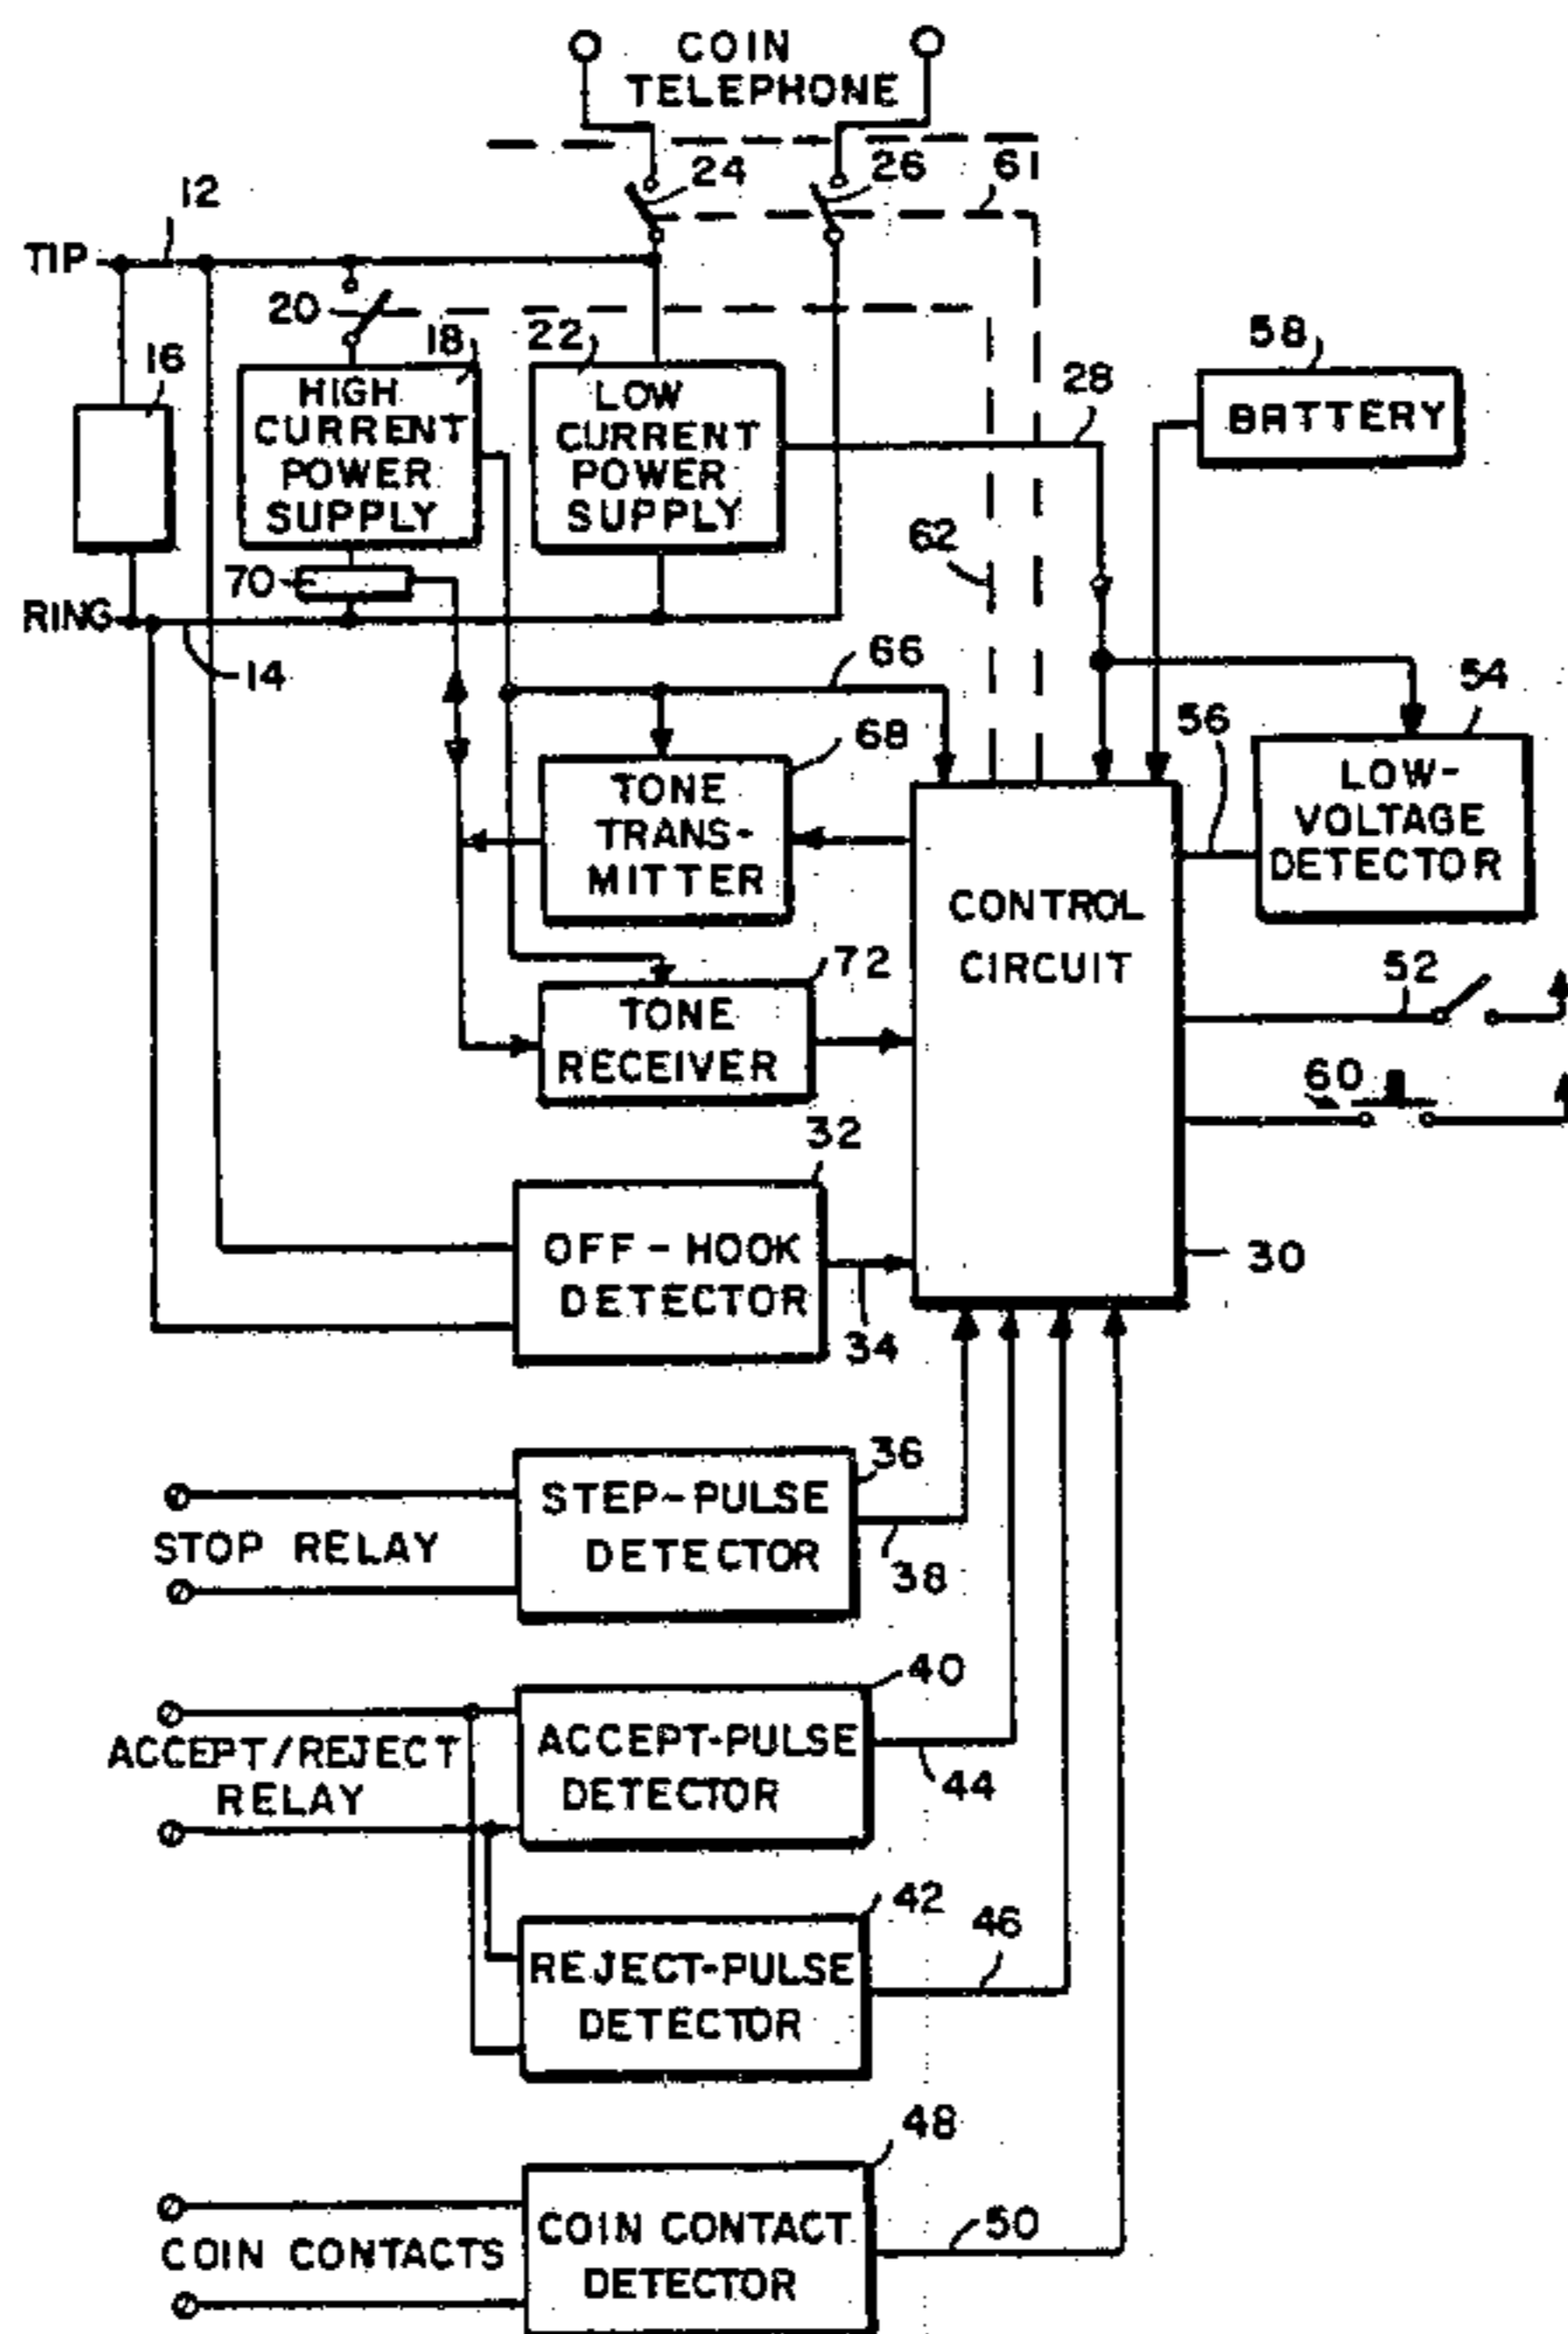 COIN
TELEPHONE
24
26
61
12
TIP
20
18
22
16
HIGH
CURRENT
POWER
SUPPLY
LOW
CURRENT
POWER
SUPPLY
28
58
BATTERY
62
70
RING
14
66
54
56
68
TONE
TRANS-
MITTER
LOW-
VOLTAGE
DETECTOR
CONTROL
CIRCUIT
72
52
TONE
RECEIVER
60
32
OFF-HOOK
DETECTOR
30
34
36
STEP-PULSE
DETECTOR
STOP RELAY
38
40
ACCEPT-PULSE
DETECTOR
ACCEPT/REJECT
RELAY
44
42
46
REJECT-PULSE
DETECTOR
48
COIN CONTACT
DETECTOR
COIN CONTACTS
50